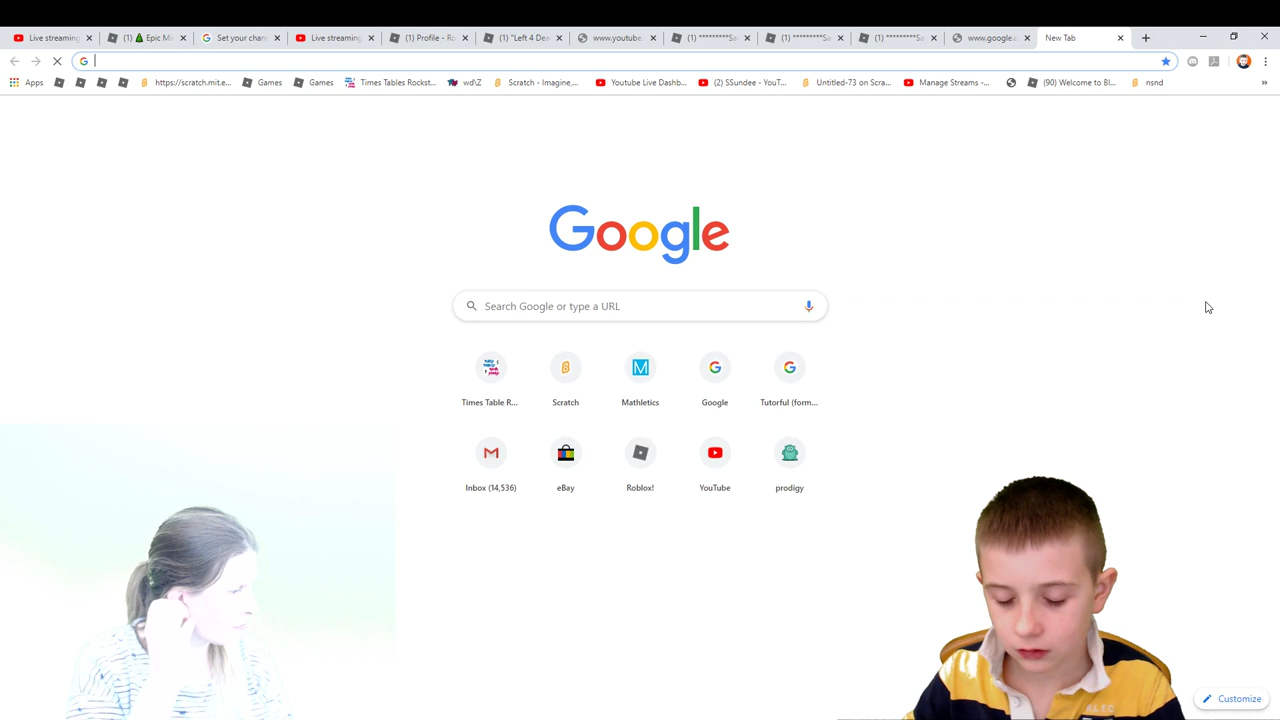 Live streaming
(1) Epic Mi
Set your chan
Live streaming
(1) Profile - Ro
(1) "Left 4 Dea
www.youtube.
(1) *********Sa
(1) *********Sa
(1) *********Sa
www.google.c
New Tab
Apps
https://scratch.mit.e...
Games
Games
Times Tables Rockst...
wd\Z
Scratch - Imagine,...
Youtube Live Dashb...
(2) SSundee - YouT...
Untitled-73 on Scra...
Manage Streams -...
(90) Welcome to Bl...
nsnd
»
Google
Search Google or type a URL
Times Table R...
Scratch
Mathletics
Google
Tutorful (form...
Inbox (14,536)
eBay
Roblox!
YouTube
prodigy
Customize